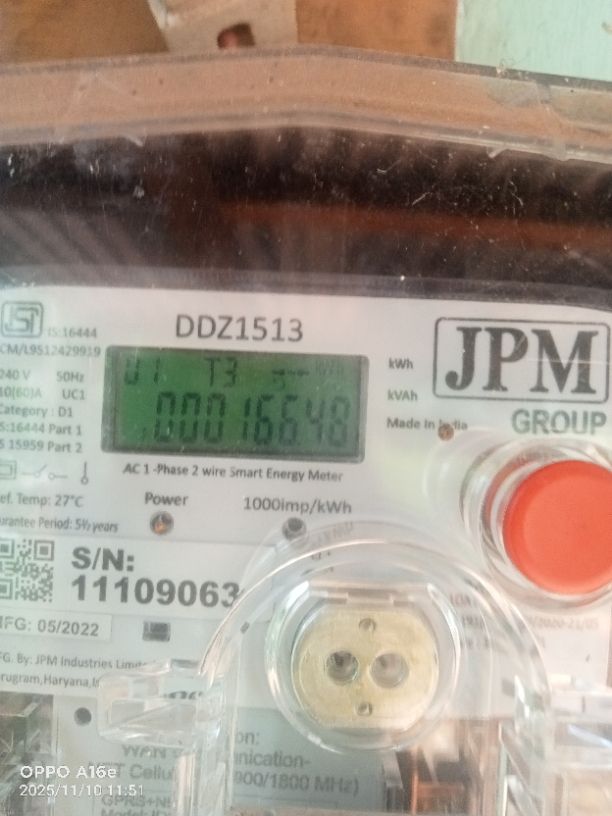 IS:16444
CM/L9512429919
DDZ1513
JPM
GROUP
240 V 50Hz
10(60)A UC1
Category : D1
IS:16444 Part 1
IS 15959 Part 2
T3
00016648
kWh
kVAh
Made in India
AC 1 -Phase 2 wire Smart Energy Meter
Ref. Temp: 27°C
Guarantee Period: 5½ years
Power
1000imp/kWh
S/N:
11109063
MFG: 05/2022
MFG. By: JPM Industries Limited
Gurugram, Haryana,
WAN
(900/1800 MHz)
OPPO A16e
2025/11/10 11:51